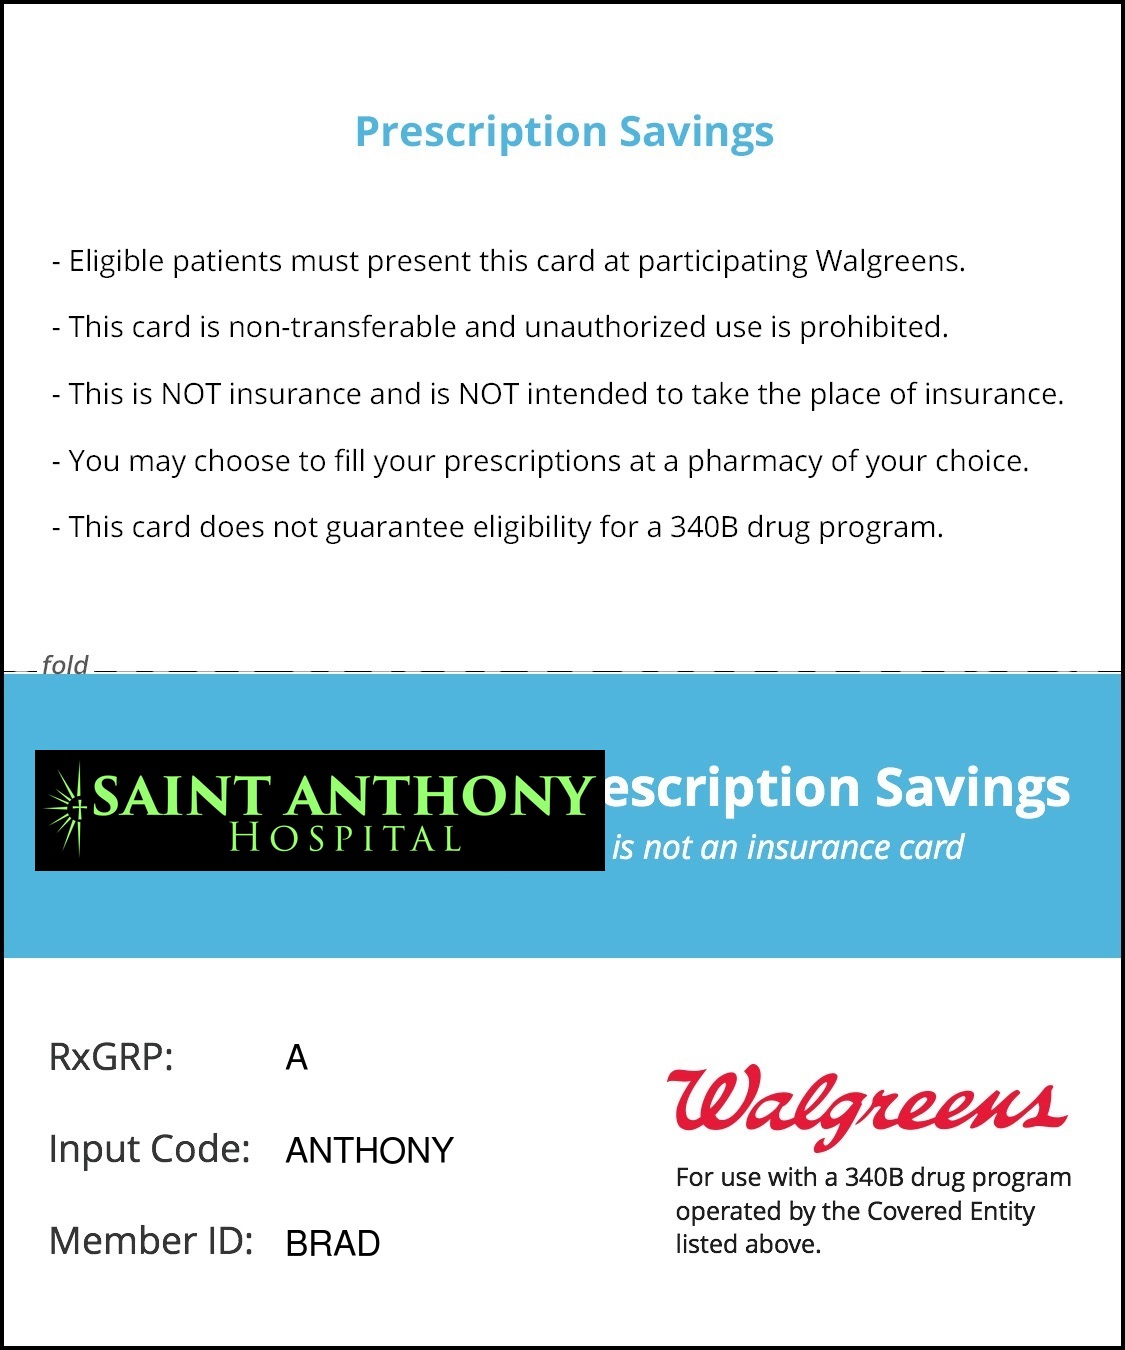 Prescription Savings
- Eligible patients must present this card at participating Walgreens.
- This card is non-transferable and unauthorized use is prohibited.
- This is NOT insurance and is NOT intended to take the place of insurance.
- You may choose to fill your prescriptions at a pharmacy of your choice.
- This card does not guarantee eligibility for a 340B drug program.
fold
SAINT ANTHONY
HOSPITAL
escription Savings
is not an insurance card
RxGRP: A
Input Code: ANTHONY
Member ID: BRAD
Walgreens
For use with a 340B drug program
operated by the Covered Entity
listed above.